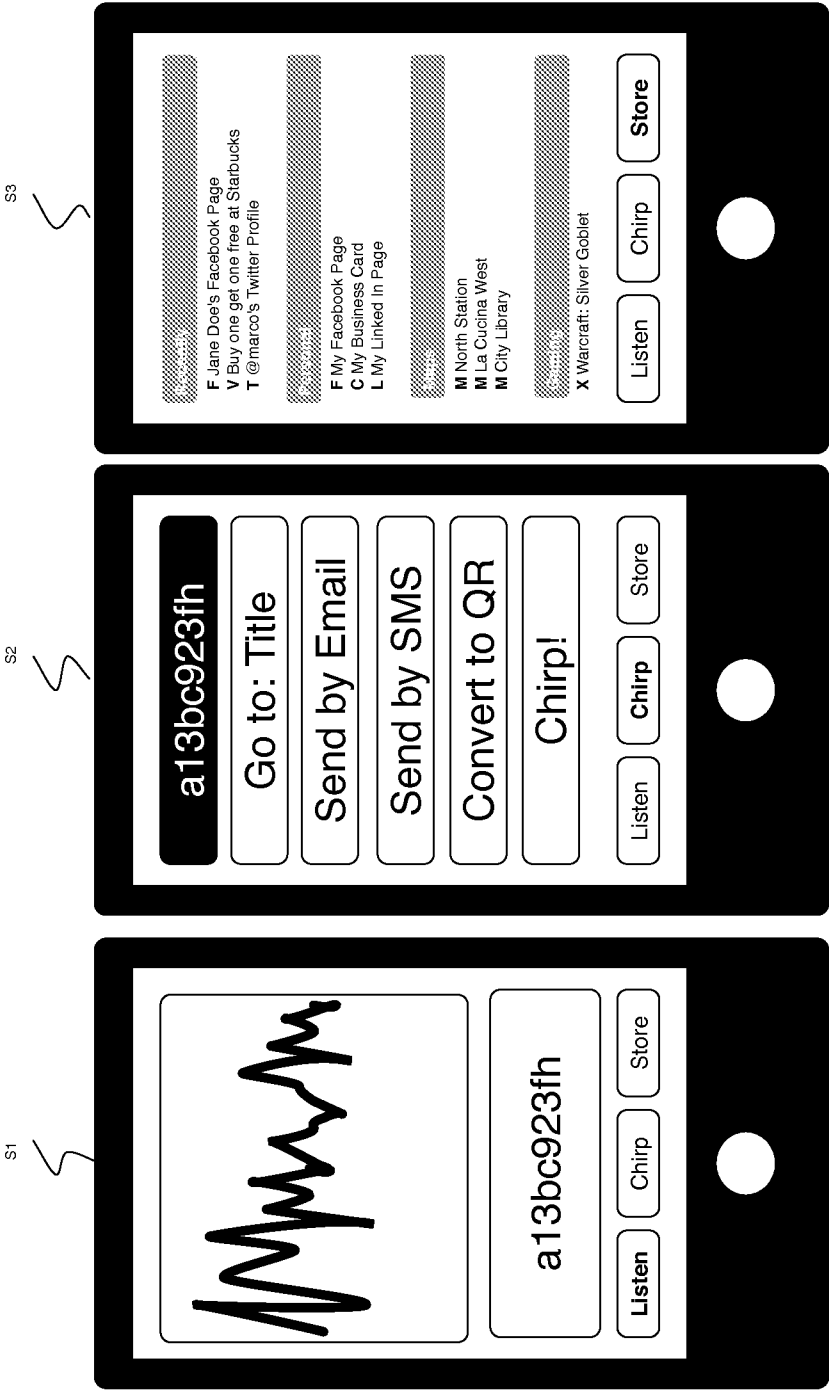 S1
a13bc923fh
Listen
Chirp
Store
S2
a13bc923fh
Go to: Title
Send by Email
Send by SMS
Convert to QR
Chirp!
Listen
Chirp
Store
S3
F Jane Doe's Facebook Page
V Buy one get one free at Starbucks
T @marco's Twitter Profile
Personal
F My Facebook Page
C My Business Card
L My Linked In Page
M North Station
M La Cucina West
M City Library
Gaming
X Warcraft: Silver Goblet
Listen
Chirp
Store